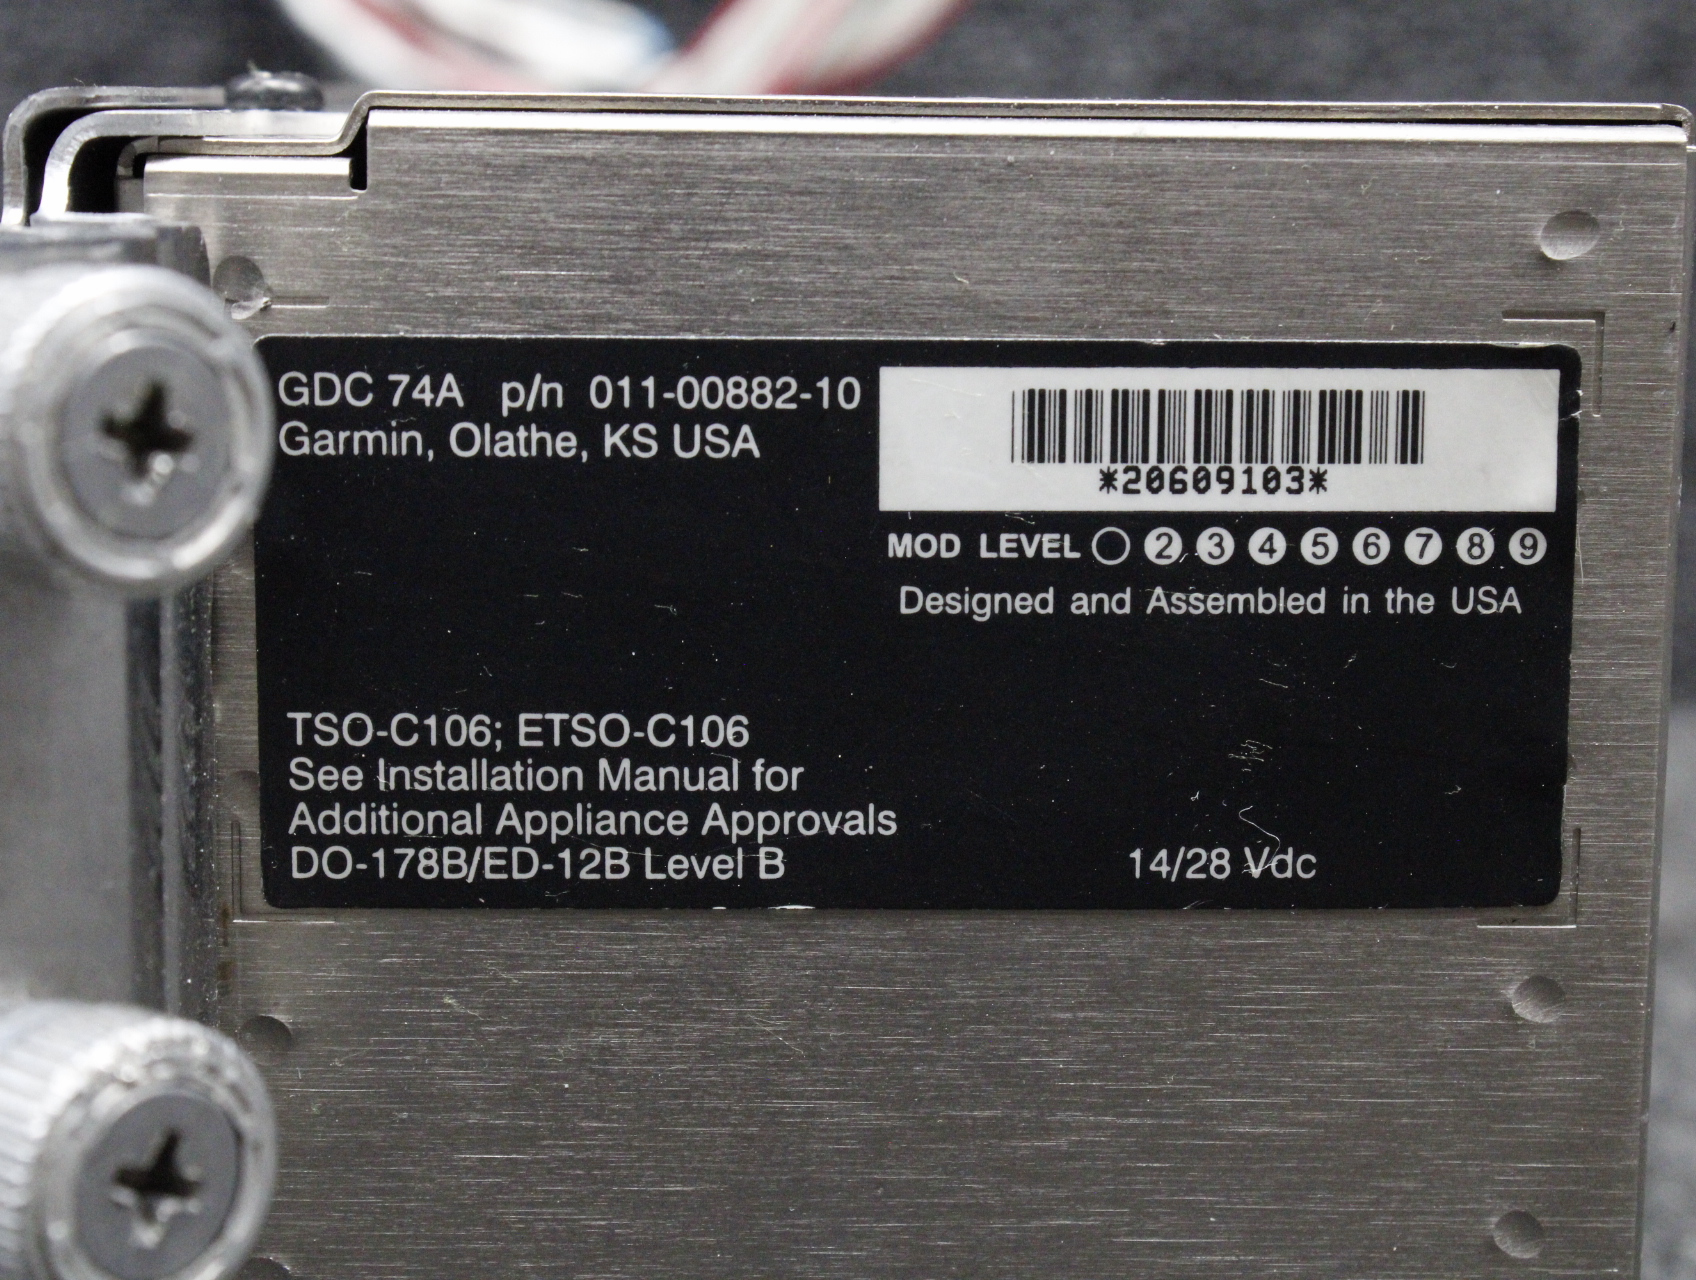 GDC 74A p/n 011-00882-10
Garmin, Olathe, KS USA
*20609103*
MOD LEVEL 2 3 4 5 6 7 8 9
Designed and Assembled in the USA
TSO-C106; ETSO-C106
See Installation Manual for
Additional Appliance Approvals
DO-178B/ED-12B Level B
14/28 Vdc